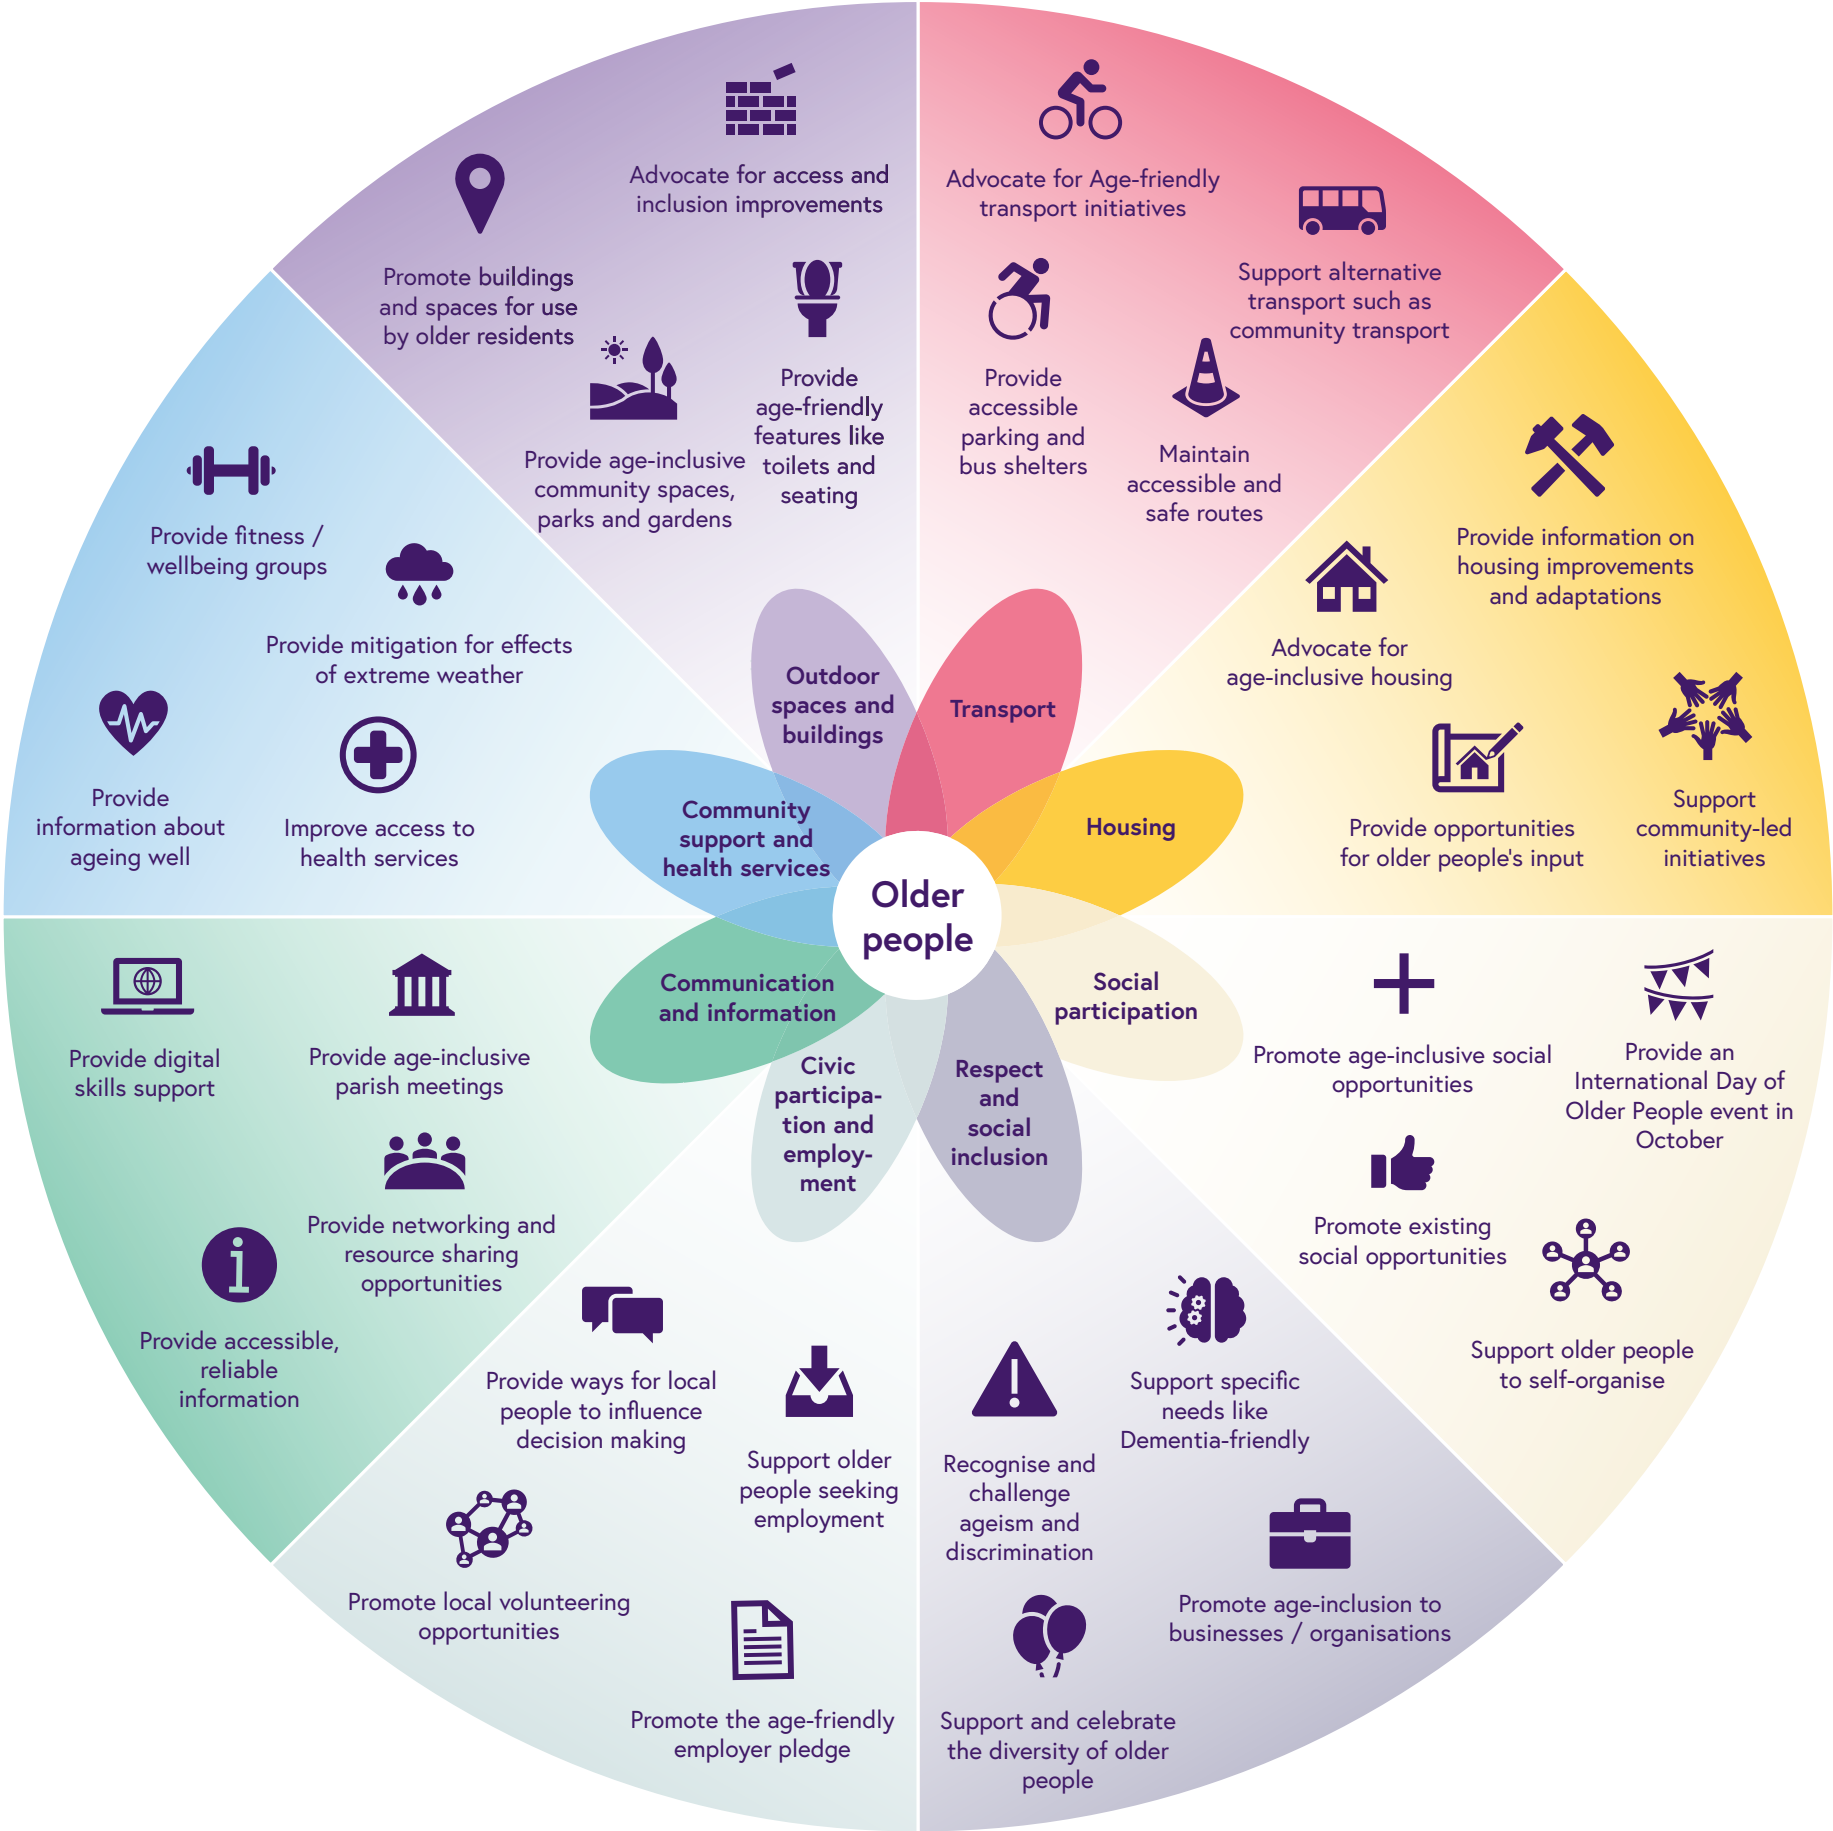 Older
people
Outdoor
spaces and
buildings
Advocate for access and
inclusion improvements
Promote buildings
and spaces for use
by older residents
Provide
age-friendly
features like
toilets and
seating
Provide age-inclusive
community spaces,
parks and gardens
Transport
Advocate for Age-friendly
transport initiatives
Support alternative
transport such as
community transport
Provide
accessible
parking and
bus shelters
Maintain
accessible and
safe routes
Housing
Provide information on
housing improvements
and adaptations
Advocate for
age-inclusive housing
Provide opportunities
for older people's input
Support
community-led
initiatives
Social
participation
Promote age-inclusive social
opportunities
Provide an
International Day of
Older People event in
October
Promote existing
social opportunities
Support older people
to self-organise
Respect
and
social
inclusion
Support specific
needs like
Dementia-friendly
Recognise and
challenge
ageism and
discrimination
Promote age-inclusion to
businesses / organisations
Support and celebrate
the diversity of older
people
Civic
participa-
tion and
employ-
ment
Provide ways for local
people to influence
decision making
Support older
people seeking
employment
Promote local volunteering
opportunities
Promote the age-friendly
employer pledge
Communication
and information
Provide digital
skills support
Provide age-inclusive
parish meetings
Provide networking and
resource sharing
opportunities
i
Provide accessible,
reliable
information
Community
support and
health services
Provide fitness /
wellbeing groups
Provide mitigation for effects
of extreme weather
Provide
information about
ageing well
Improve access to
health services